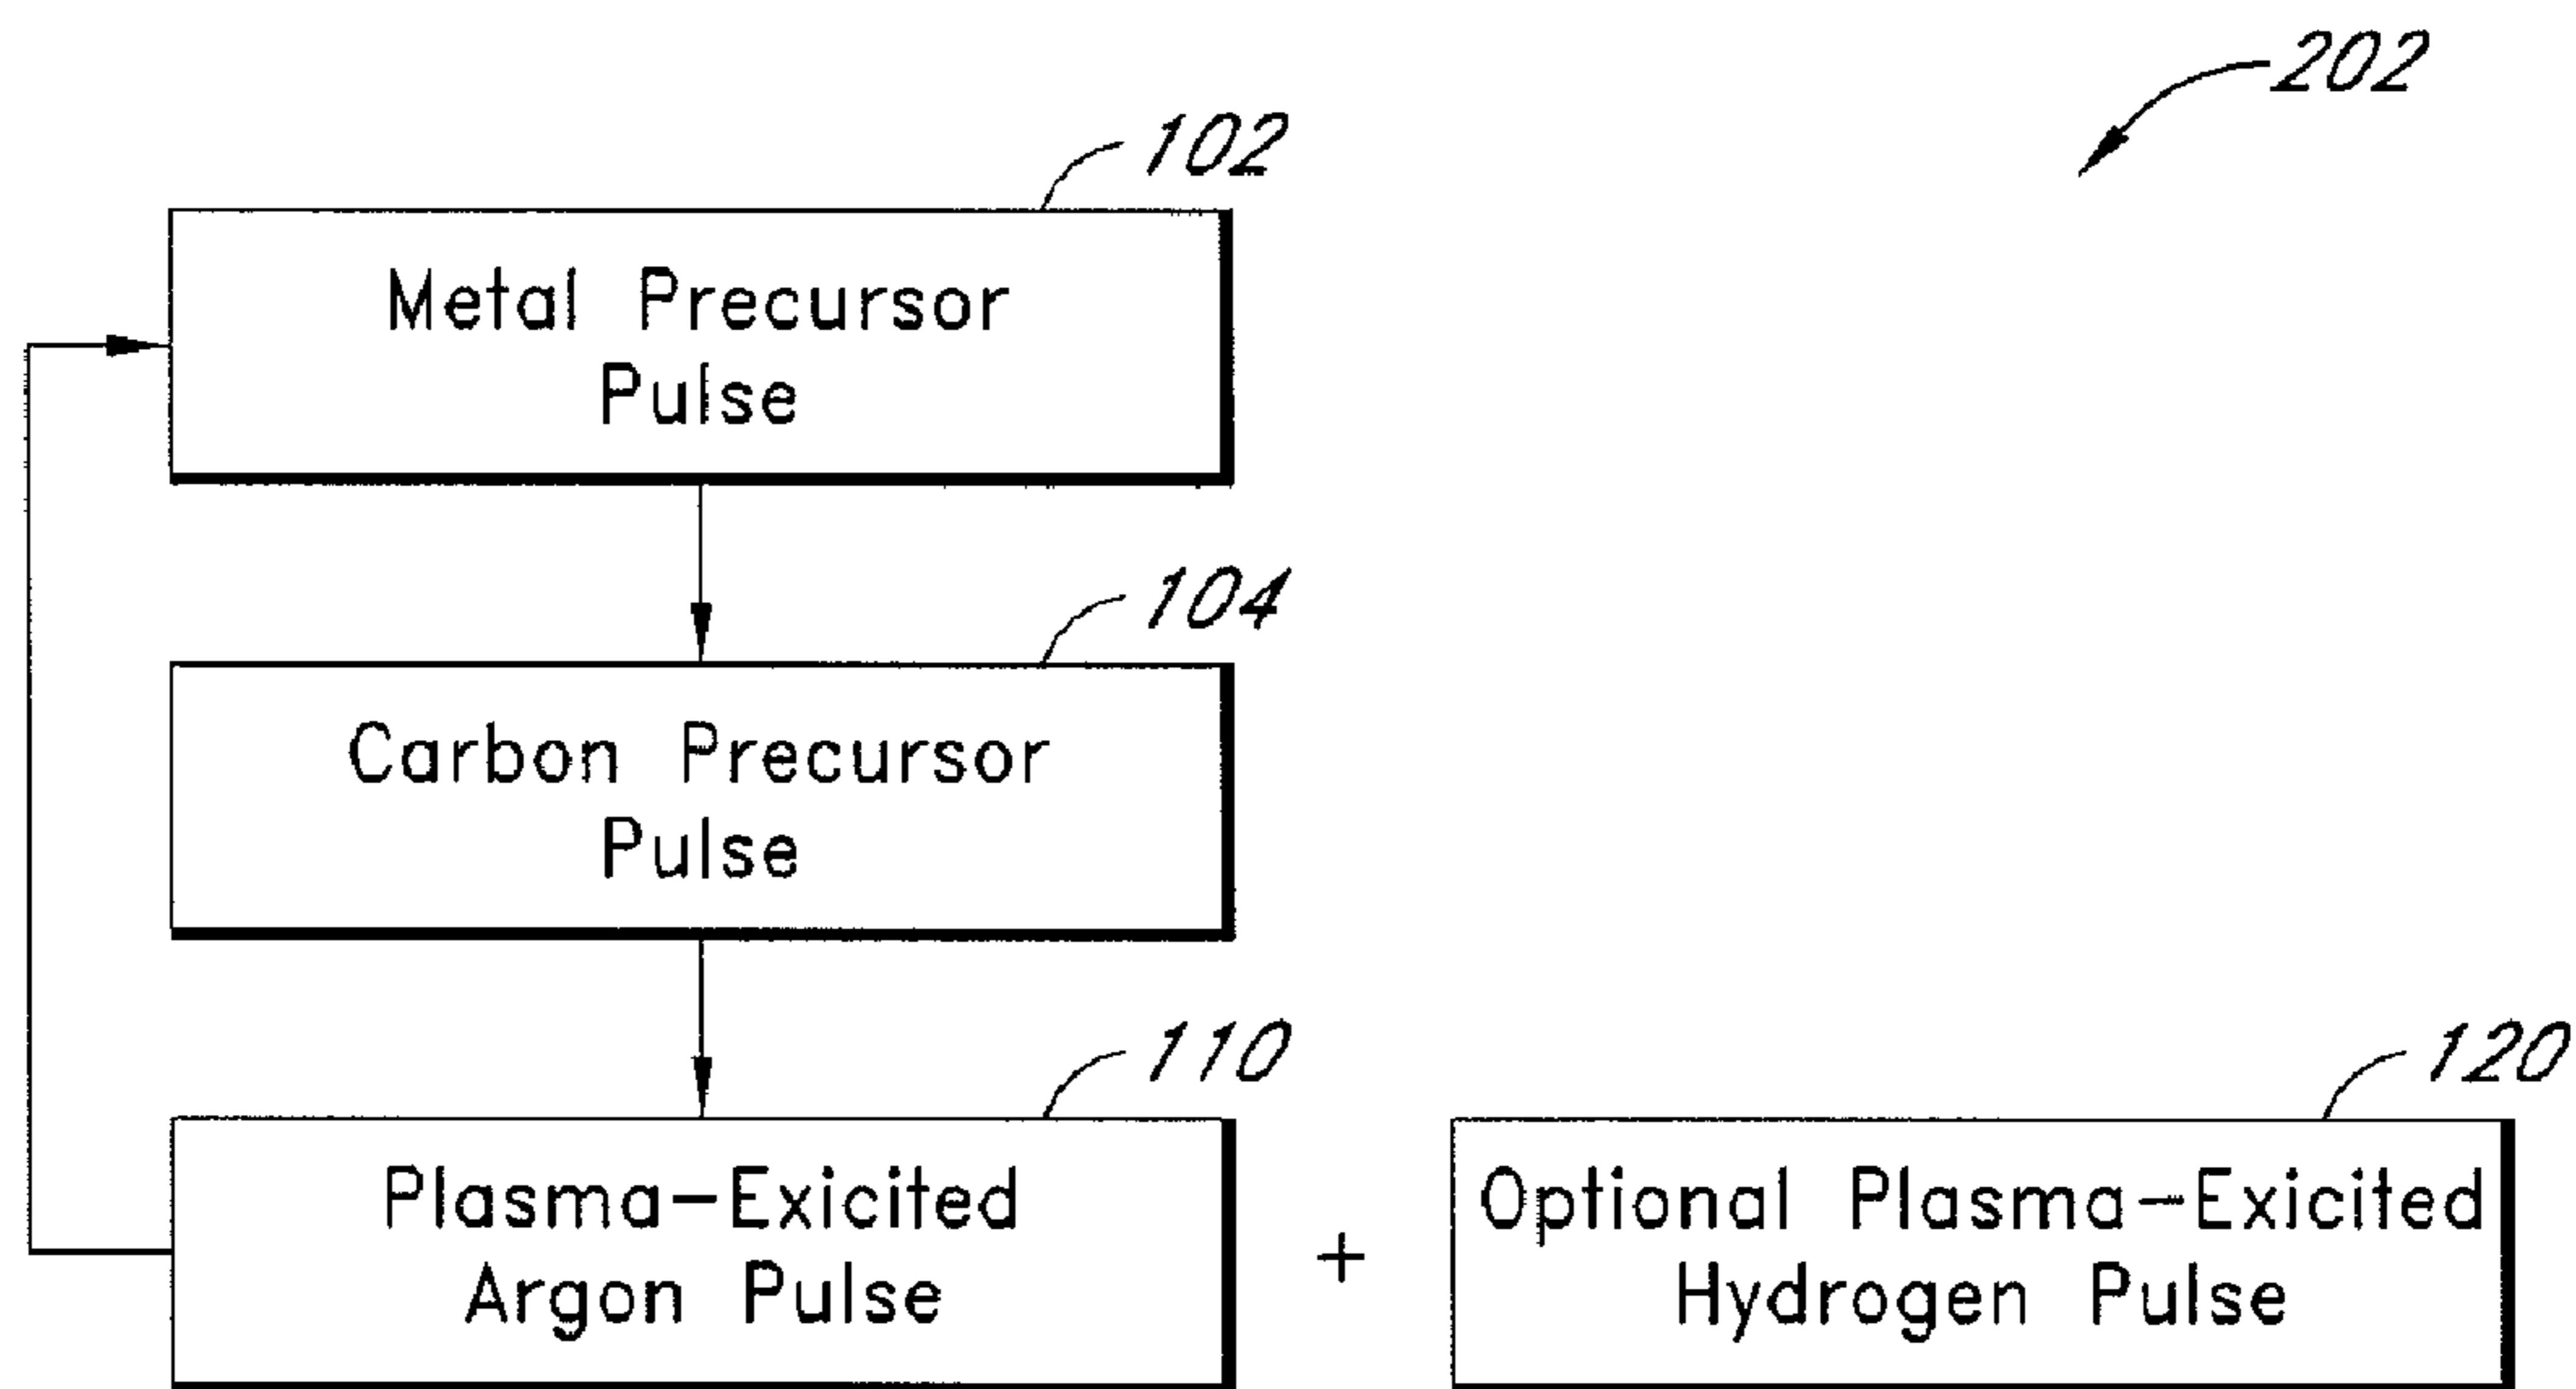 202
102
Metal Precursor
Pulse
104
Carbon Precursor
Pulse
110
Plasma-Exicited
Argon Pulse
+
120
Optional Plasma-Exicited
Hydrogen Pulse